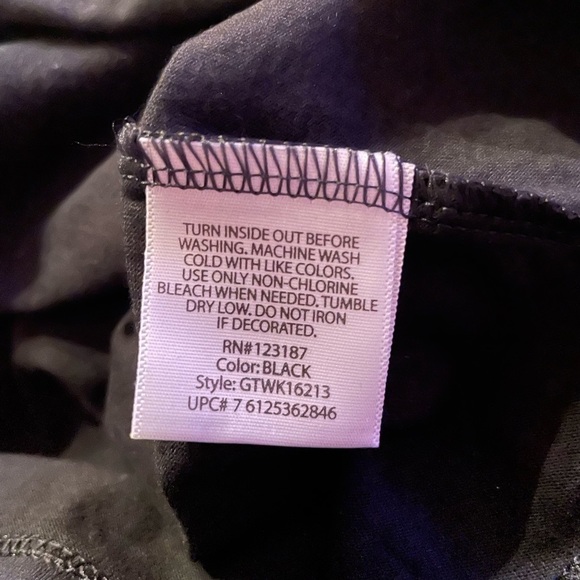 TURN INSIDE OUT BEFORE
WASHING. MACHINE WASH
COLD WITH LIKE COLORS.
USE ONLY NON-CHLORINE
BLEACH WHEN NEEDED. TUMBLE
DRY LOW. DO NOT IRON
IF DECORATED.
RN#123187
Color: BLACK
Style: GTWK16213
UPC# 7 6125362846